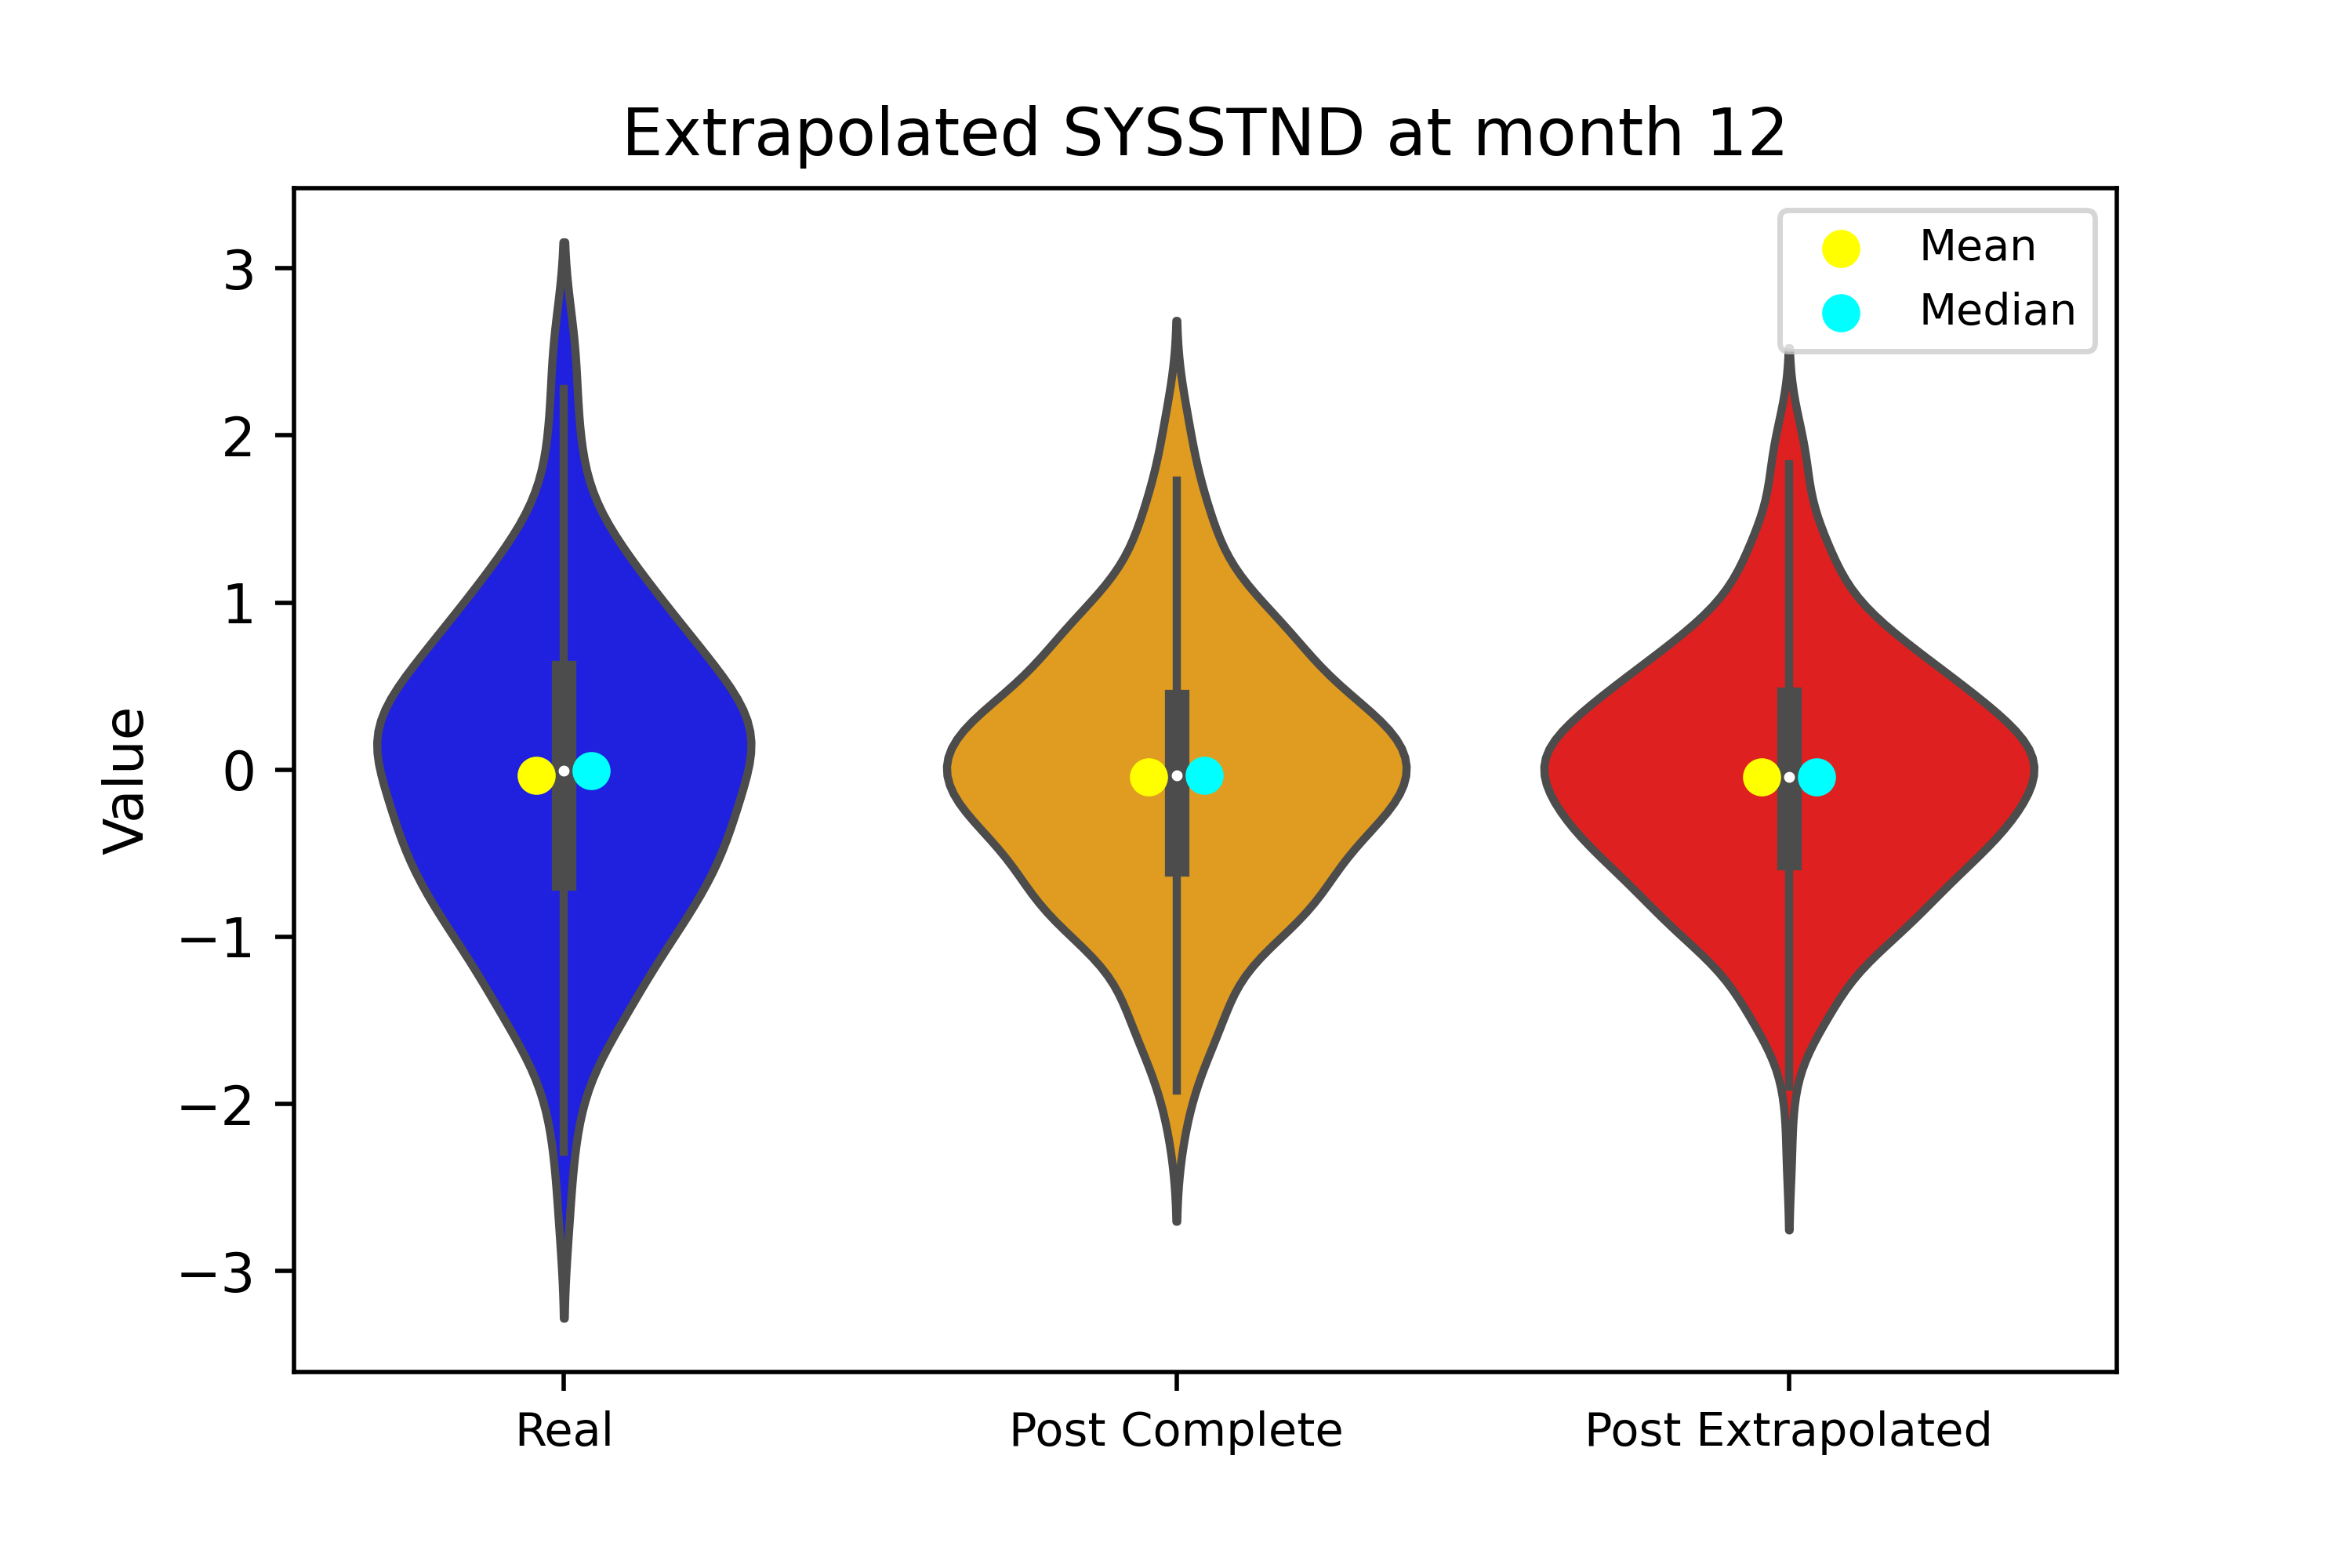 Extrapolated SYSSTND at month 12
Mean
Median
3
2
1
0
−1
−2
−3
Value
Real
Post Complete
Post Extrapolated